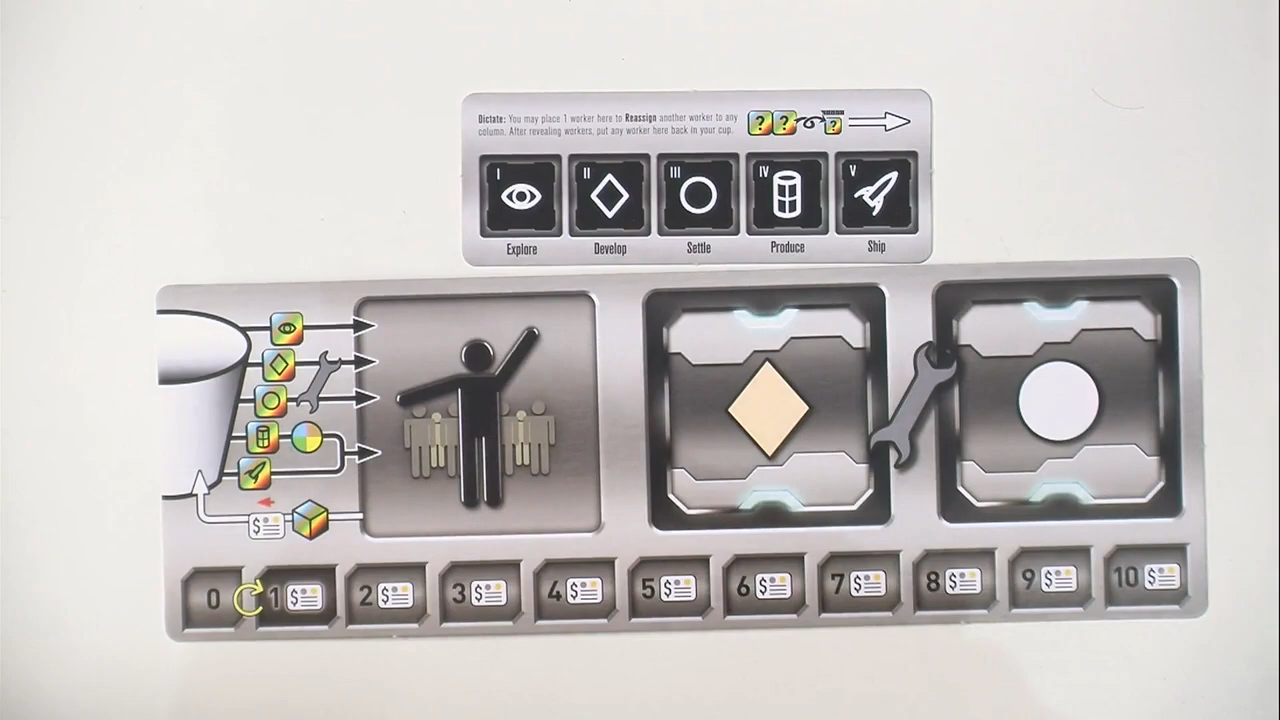 Dictate: You may place 1 worker here to Reassign another worker to any
column. After revealing workers, put any worker here back in your cup.
? ? ?
I II III IV V
Explore Develop Settle Produce Ship
$
0 1 $ 2 $ 3 $ 4 $ 5 $ 6 $ 7 $ 8 $ 9 $ 10 $